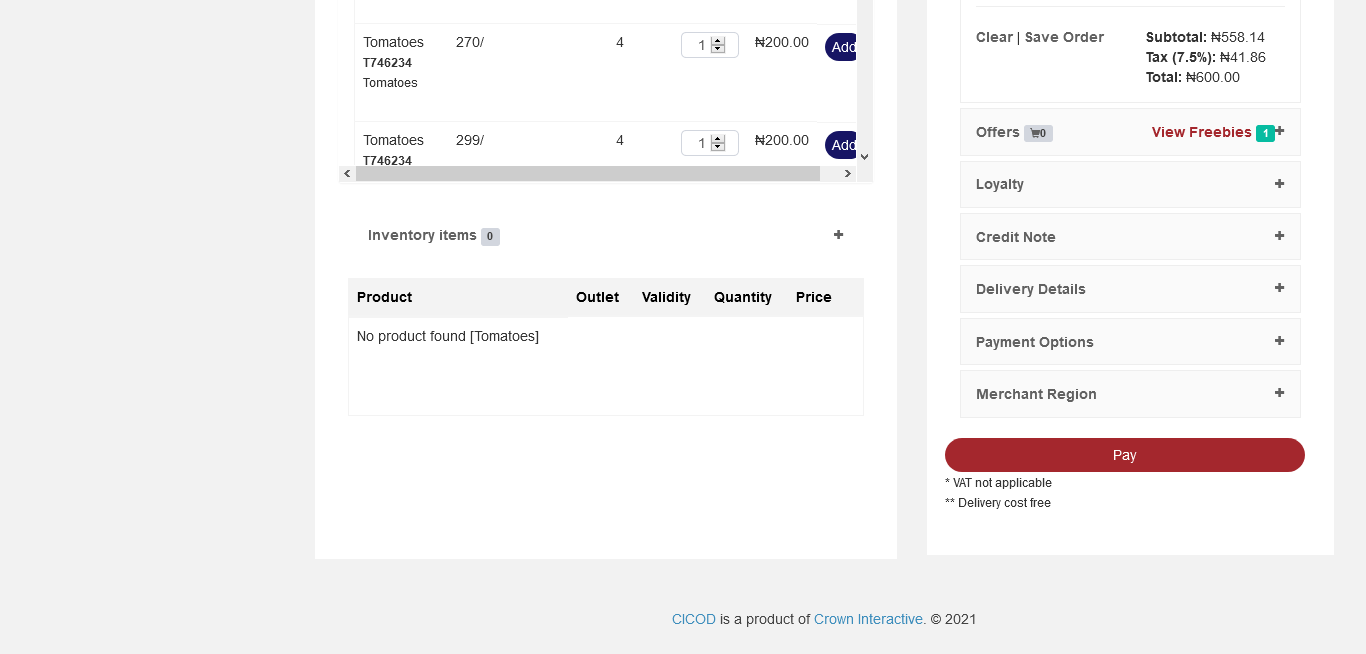 Tomatoes 270/ 4 1 ₦200.00 Add
T746234
Tomatoes
Tomatoes 299/ 4 1 ₦200.00 Add
T746234
Inventory items 0
Product Outlet Validity Quantity Price
No product found [Tomatoes]
Clear | Save Order
Subtotal: ₦558.14
Tax (7.5%): ₦41.86
Total: ₦600.00
Offers 0 View Freebies 1
Loyalty
Credit Note
Delivery Details
Payment Options
Merchant Region
Pay
* VAT not applicable
** Delivery cost free
CICOD is a product of Crown Interactive. © 2021